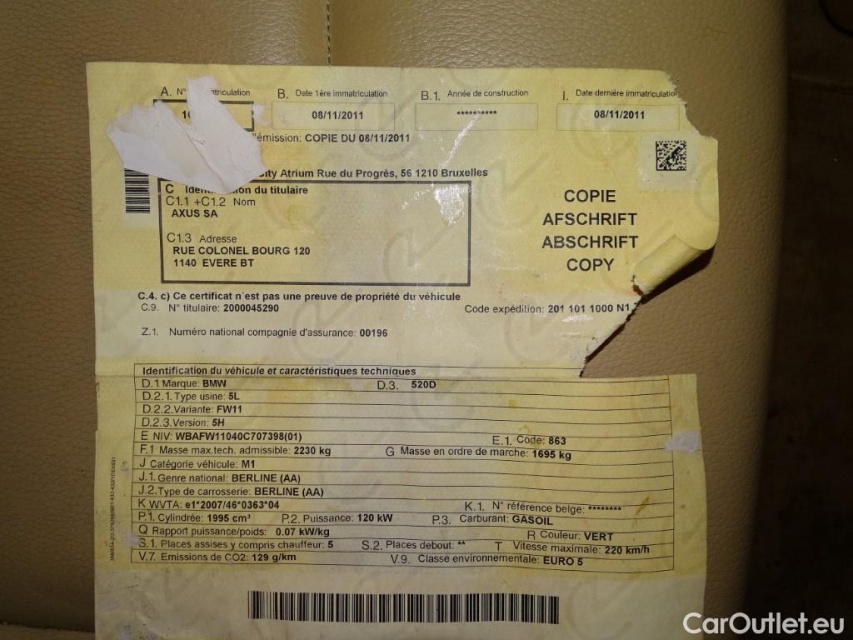 A. N° B. Date 1ère immatriculation B.1. Année de construction I. Date dernière immatriculation
08/11/2011 ********** 08/11/2011
COPIE DU 08/11/2011
Atrium Rue du Progrès, 56 1210 Bruxelles
C du titulaire
C1.1 +C1.2 Nom
AXUS SA
C1.3 Adresse
RUE COLONEL BOURG 120
1140 EVERE BT
COPIE
AFSCHRIFT
ABSCHRIFT
COPY
C.4. c) Ce certificat n'est pas une preuve de propriété du véhicule
C.9. N° titulaire: 2000045290 Code expédition: 201 101 1000 N1
Z.1. Numéro national compagnie d'assurance: 00196
Identification du véhicule et caractéristiques techniques
D.1 Marque: BMW D.3. 520D
D.2.1. Type usine: 5L
D.2.2. Variante: FW11
D.2.3. Version: 5H
E NIV: WBAFW11040C707398(01) E.1. Code: 863
F.1 Masse max.tech. admissible: 2230 kg G Masse en ordre de marche: 1695 kg
J Catégorie véhicule: M1
J.1. Genre national: BERLINE (AA)
J.2. Type de carrosserie: BERLINE (AA)
K WVTA: e1*2007/46*0363*04 K.1. N° référence belge: ********
P.1. Cylindrée: 1995 cm³ P.2. Puissance: 120 kW P.3. Carburant: GASOIL
Q Rapport puissance/poids: 0.07 kW/kg R Couleur: VERT
S.1. Places assises y compris chauffeur: 5 S.2. Places debout: ** T Vitesse maximale: 220 km/h
V.7. Emissions de CO2: 129 g/km V.9. Classe environnementale: EURO 5
CarOutlet.eu